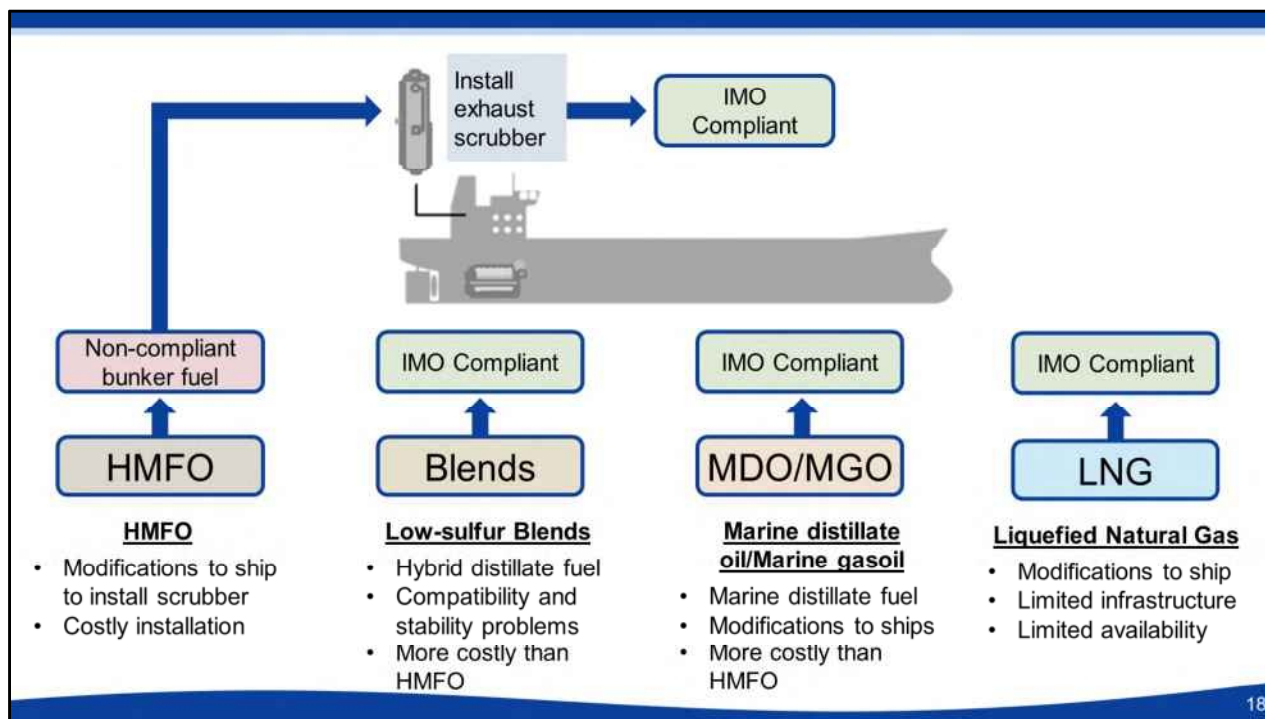 Install
exhaust
scrubber
IMO
Compliant
Non-compliant
bunker fuel
IMO Compliant
IMO Compliant
IMO Compliant
HMFO
Blends
MDO/MGO
LNG
HMFO
• Modifications to ship
to install scrubber
• Costly installation
Low-sulfur Blends
• Hybrid distillate fuel
• Compatibility and
stability problems
• More costly than
HMFO
Marine distillate
oil/Marine gasoil
• Marine distillate fuel
• Modifications to ships
• More costly than
HMFO
Liquefied Natural Gas
• Modifications to ship
• Limited infrastructure
• Limited availability
18